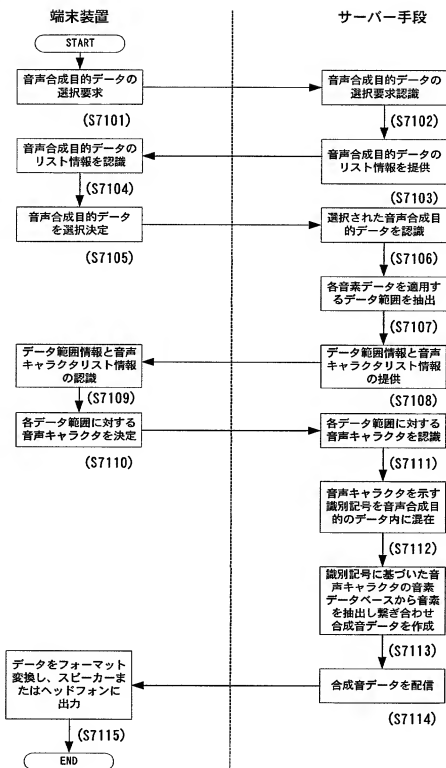 端末装置
サーバー手段
START
音声合成目的データの
選択要求
(S7101)
音声合成目的データの
選択要求認識
(S7102)
音声合成目的データの
リスト情報を認識
(S7104)
音声合成目的データの
リスト情報を提供
(S7103)
音声合成目的データ
を選択決定
(S7105)
選択された音声合成目
的データを認識
(S7106)
各音素データを適用す
るデータ範囲を抽出
(S7107)
データ範囲情報と音声
キャラクタリスト情報
の認識
(S7109)
データ範囲情報と音声
キャラクタリスト情報
の提供
(S7108)
各データ範囲に対する
音声キャラクタを決定
(S7110)
各データ範囲に対する
音声キャラクタを認識
(S7111)
音声キャラクタを示す
識別記号を音声合成目
的のデータ内に混在
(S7112)
識別記号に基づいた音
声キャラクタの音素
データベースから音素
を抽出し繋ぎ合わせ
合成音データを作成
(S7113)
データをフォーマット
変換し、スピーカーま
たはヘッドフォンに
出力
(S7115)
合成音データを配信
(S7114)
END